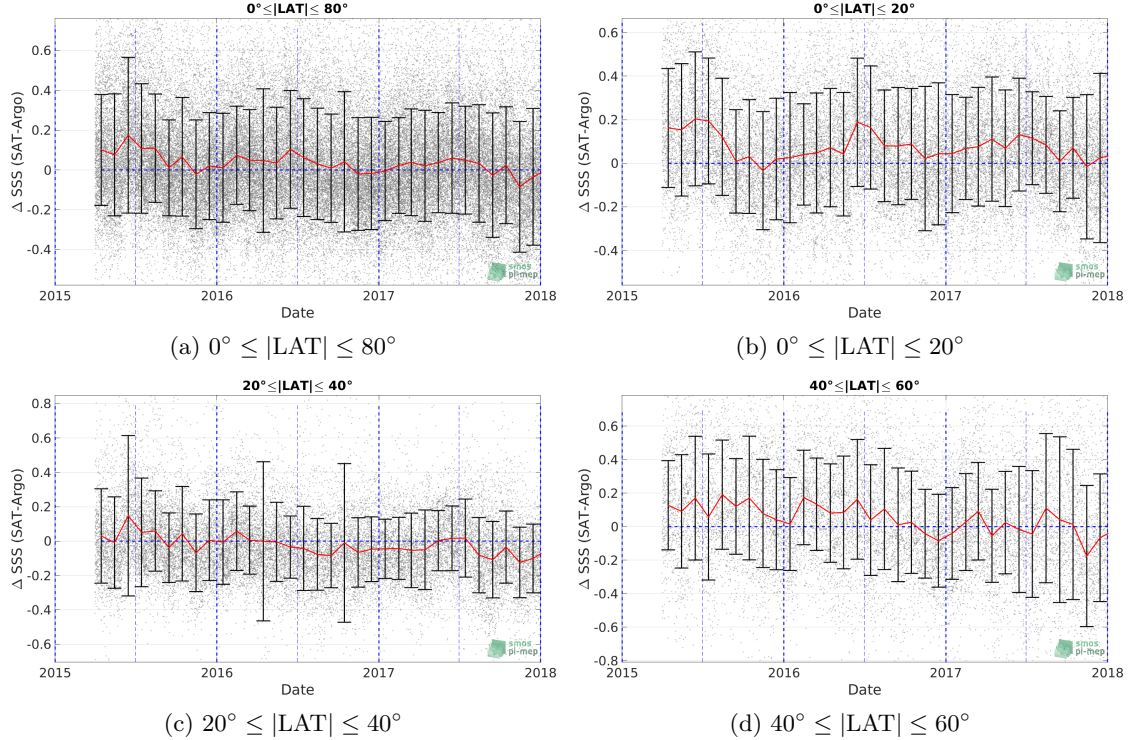 0°≤|LAT|≤ 80°
Δ SSS (SAT-Argo)
0.6
0.4
0.2
0
-0.2
-0.4
2015
2016
2017
2018
Date
smos
pi-mep
(a) 0° ≤ |LAT| ≤ 80°
0°≤|LAT|≤ 20°
Δ SSS (SAT-Argo)
0.6
0.4
0.2
0
-0.2
-0.4
2015
2016
2017
2018
Date
smos
pi-mep
(b) 0° ≤ |LAT| ≤ 20°
20°≤|LAT|≤ 40°
Δ SSS (SAT-Argo)
0.8
0.6
0.4
0.2
0
-0.2
-0.4
-0.6
2015
2016
2017
2018
Date
smos
pi-mep
(c) 20° ≤ |LAT| ≤ 40°
40°≤|LAT|≤ 60°
Δ SSS (SAT-Argo)
0.8
0.6
0.4
0.2
0
-0.2
-0.4
-0.6
-0.8
2015
2016
2017
2018
Date
smos
pi-mep
(d) 40° ≤ |LAT| ≤ 60°